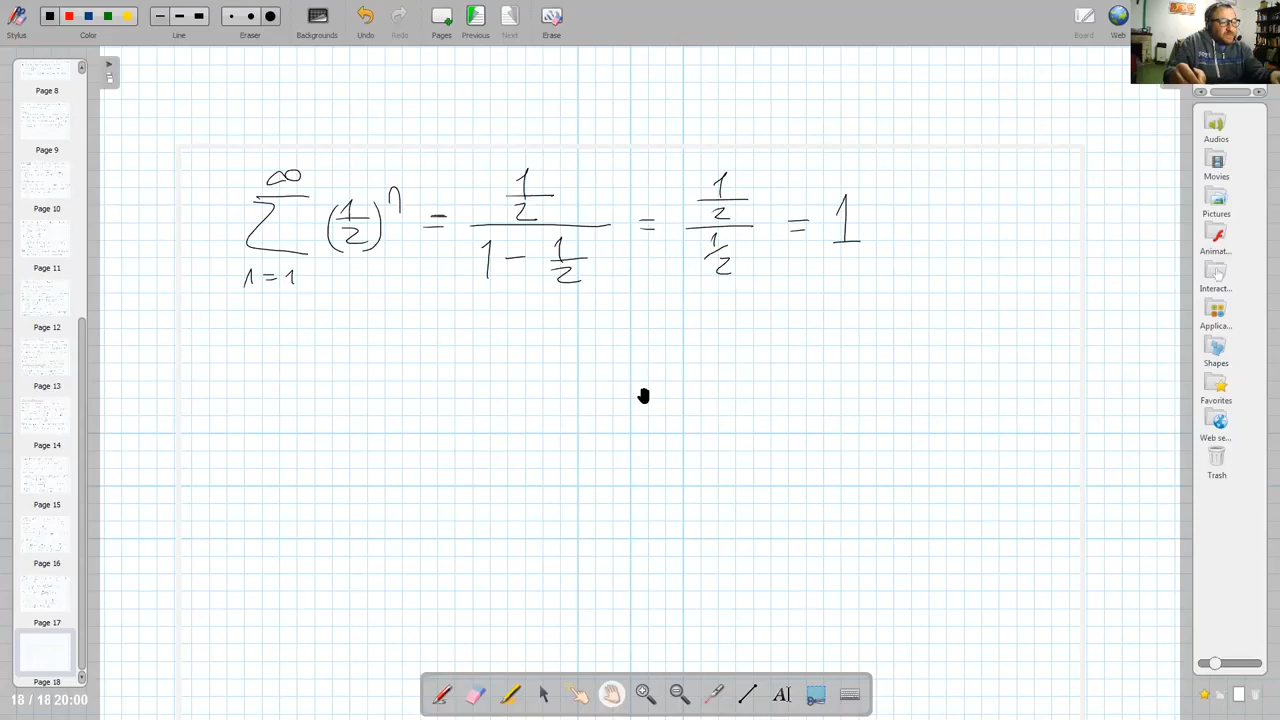 Stylus
Color
Line
Eraser
Backgrounds
Undo
Redo
Pages
Previous
Next
Erase
Board
Web
Page 8
Page 9
Page 10
Page 11
Page 12
Page 13
Page 14
Page 15
Page 16
Page 17
Page 18
18 / 18 20:00
∞
∑ (1/2)^n = (1/2)/(1 - 1/2) = (1/2)/(1/2) = 1
1 = 1
Audios
Movies
Pictures
Animat...
Interact...
Applica...
Shapes
Favorites
Web se...
Trash
AI